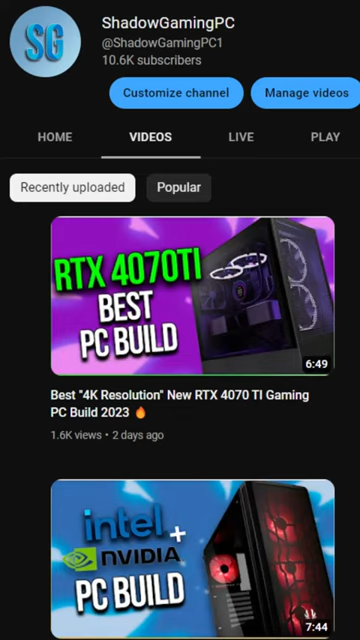 SG
ShadowGamingPC
@ShadowGamingPC1
10.6K subscribers
Customize channel
Manage videos
HOME
VIDEOS
LIVE
PLAY
Recently uploaded
Popular
RTX 4070TI
BEST
PC BUILD
6:49
Best "4K Resolution" New RTX 4070 TI Gaming
PC Build 2023 🔥
1.6K views • 2 days ago
intel +
NVIDIA
PC BUILD
7:44